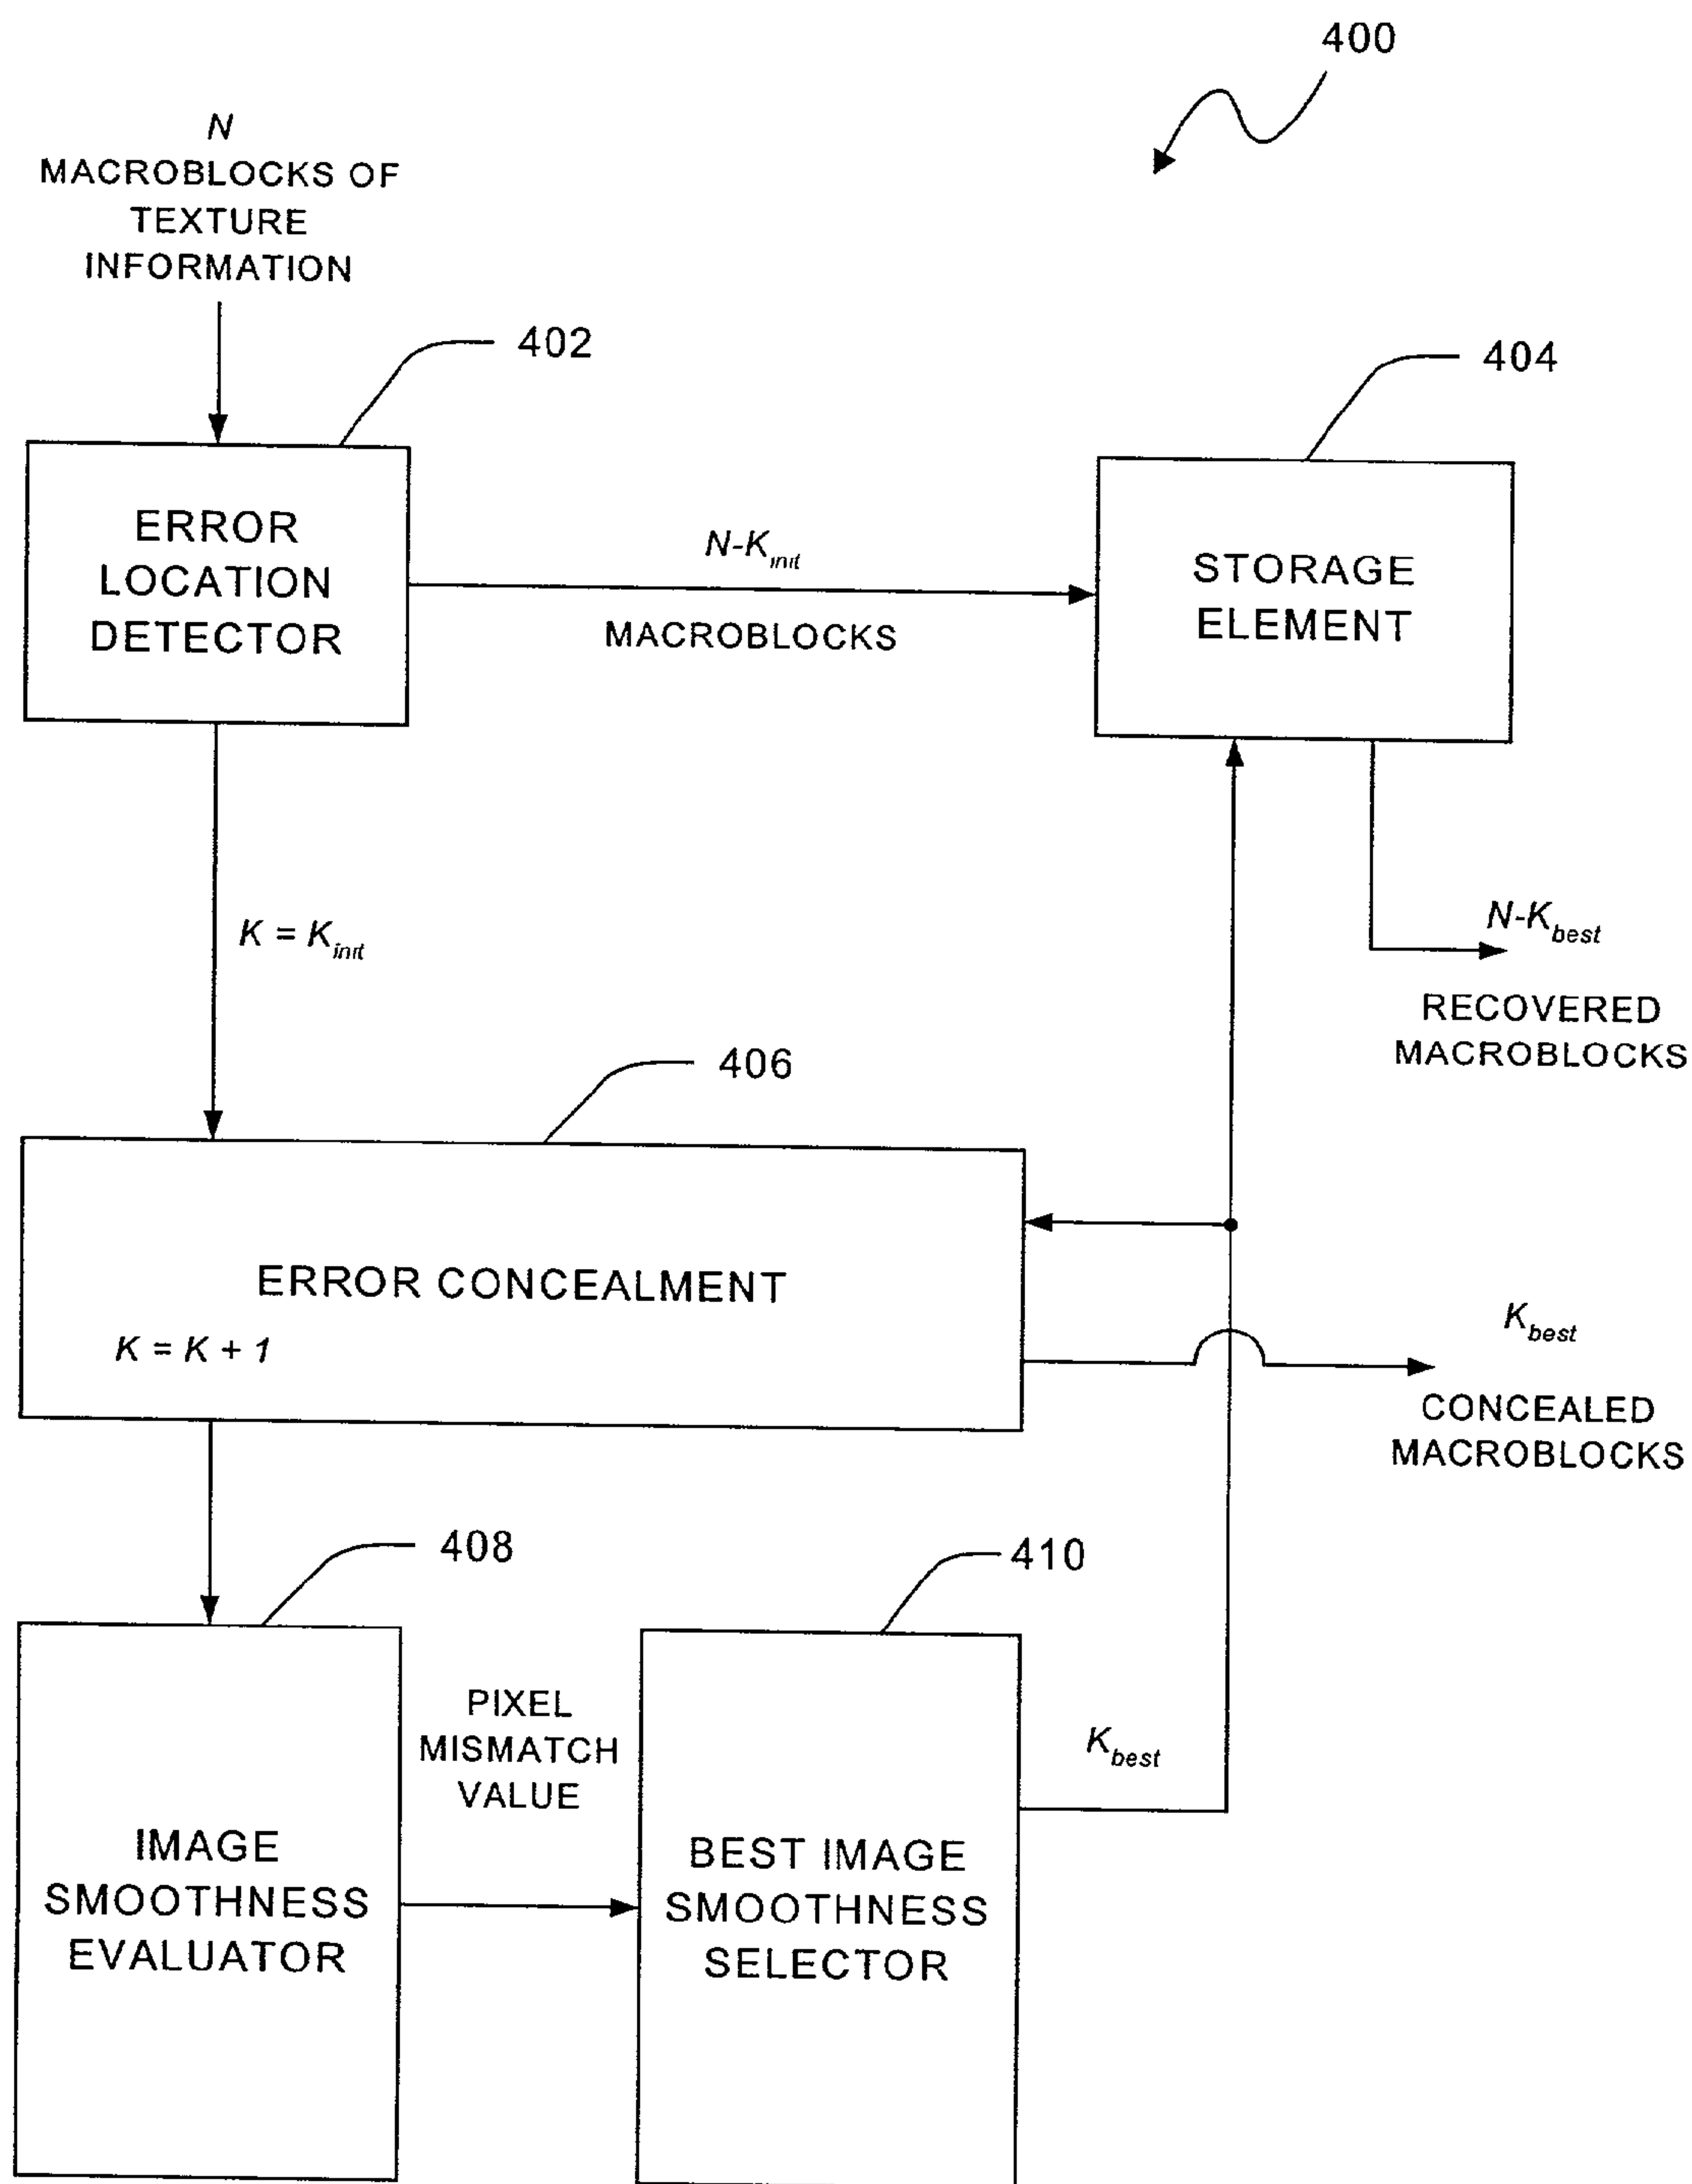 400
N
MACROBLOCKS OF
TEXTURE
INFORMATION
402
404
ERROR
LOCATION
DETECTOR
N-K_init
MACROBLOCKS
STORAGE
ELEMENT
K = K_init
N-K_best
RECOVERED
MACROBLOCKS
406
ERROR CONCEALMENT
K = K + 1
K_best
CONCEALED
MACROBLOCKS
408
410
PIXEL
MISMATCH
VALUE
K_best
IMAGE
SMOOTHNESS
EVALUATOR
BEST IMAGE
SMOOTHNESS
SELECTOR